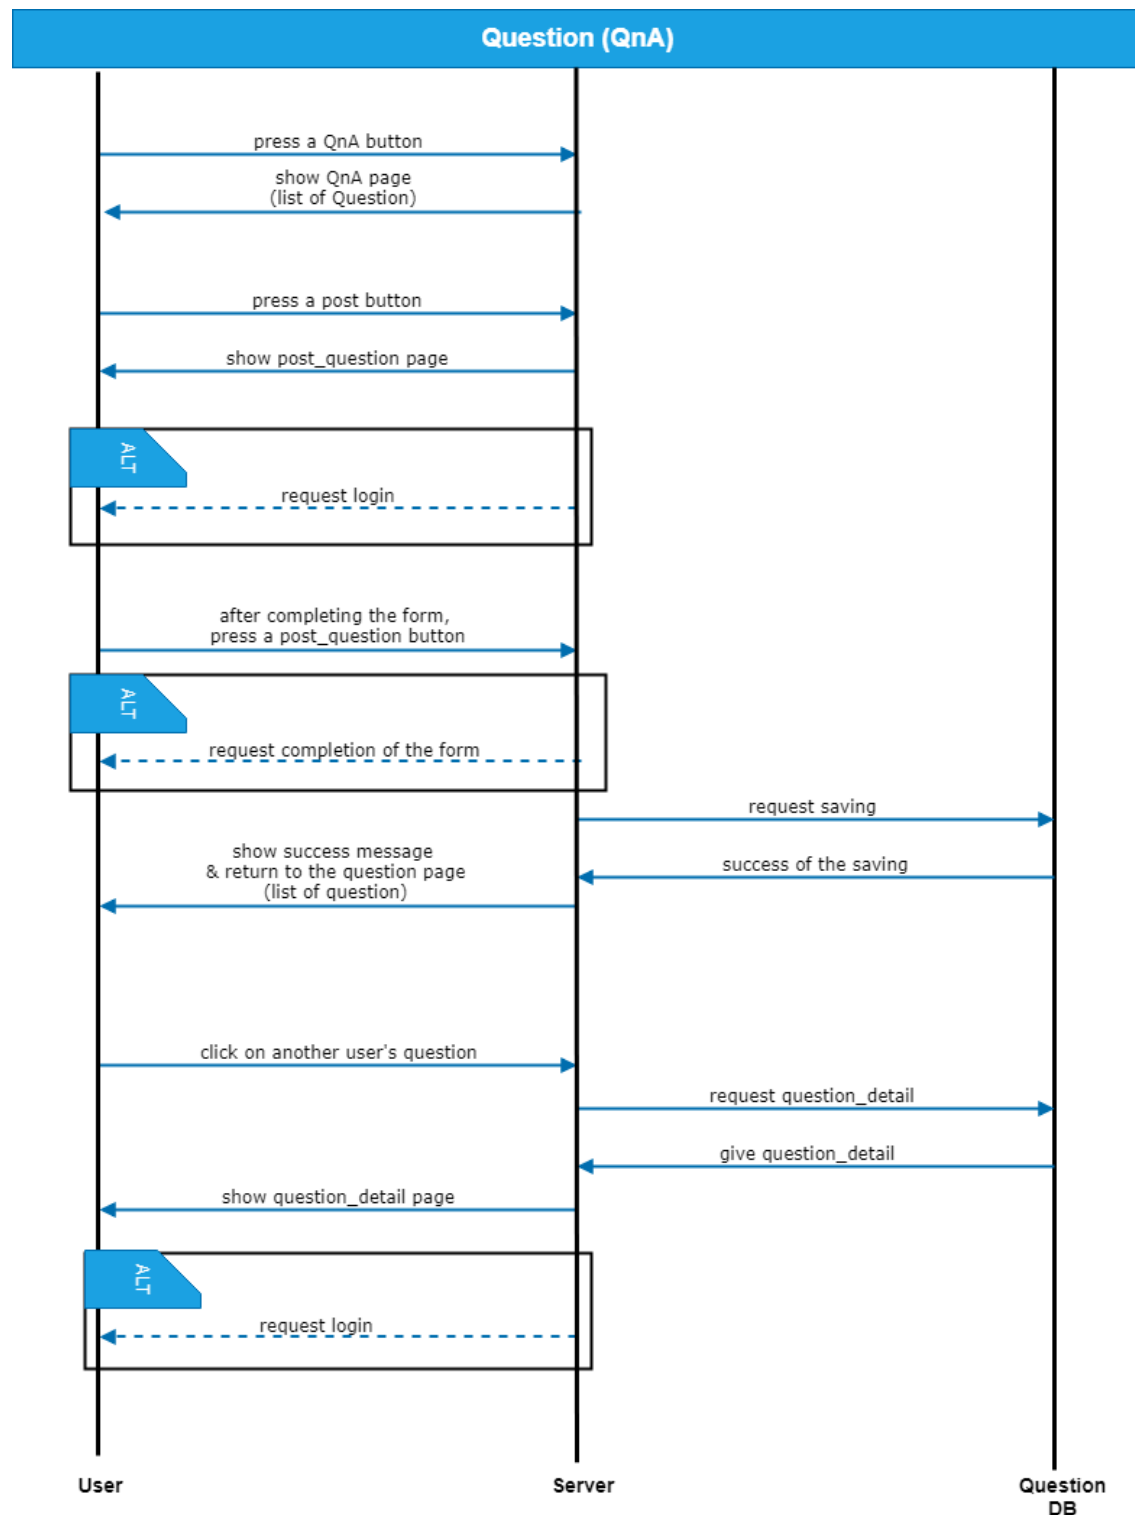 Question (QnA)
press a QnA button
show QnA page
(list of Question)
press a post button
show post_question page
ALT
request login
after completing the form,
press a post_question button
ALT
request completion of the form
request saving
show success message
& return to the question page
(list of question)
success of the saving
click on another user's question
request question_detail
give question_detail
show question_detail page
ALT
request login
User
Server
Question
DB